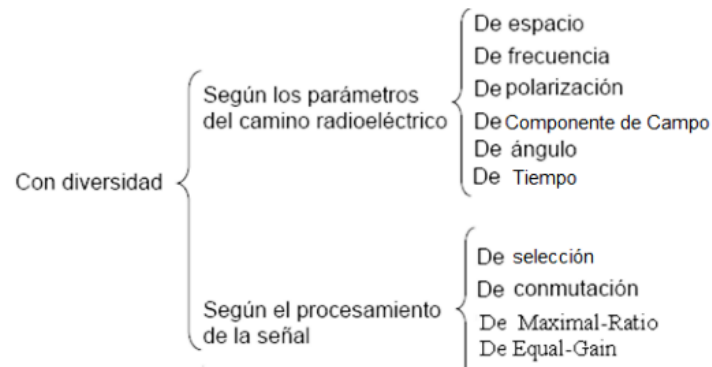 Con diversidad
Según los parámetros
del camino radioeléctrico
De espacio
De frecuencia
De polarización
De Componente de Campo
De ángulo
De Tiempo
Según el procesamiento
de la señal
De selección
De conmutación
De Maximal-Ratio
De Equal-Gain